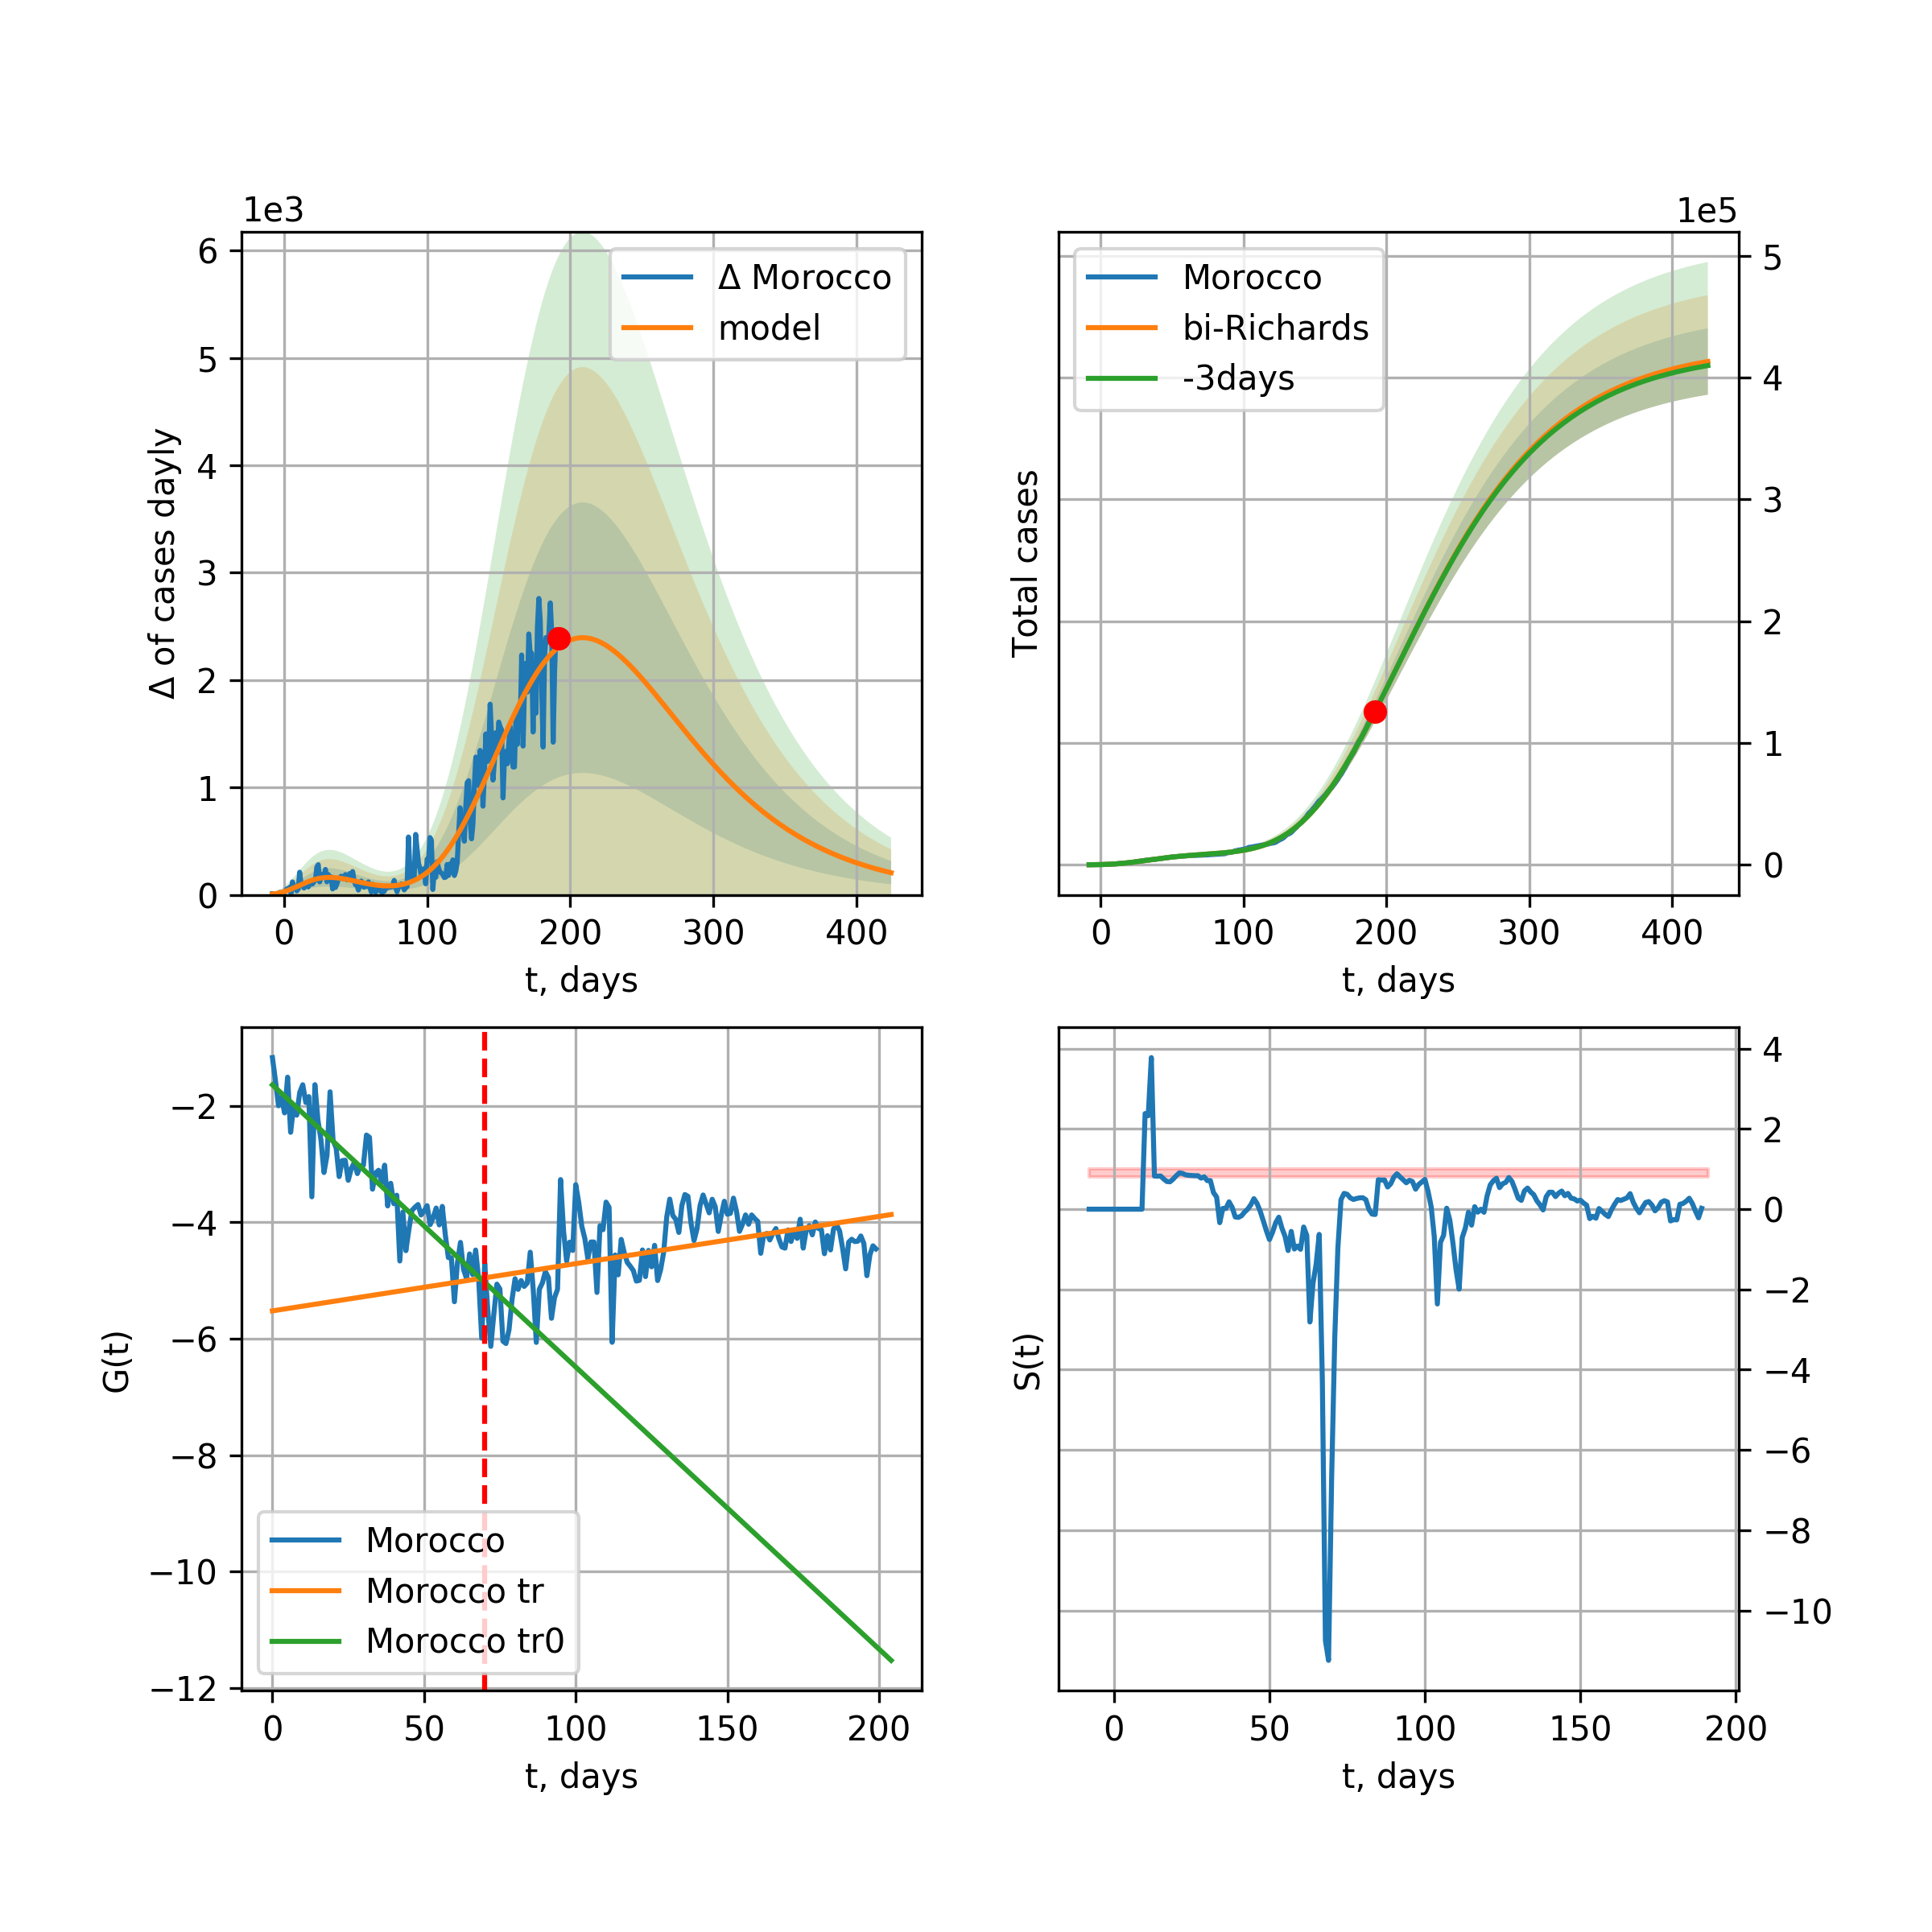 1e3
6
5
4
3
2
1
0
Δ of cases dayly
Δ Morocco
model
0 100 200 300 400
t, days
1e5
5
4
3
2
1
0
Total cases
Morocco
bi-Richards
-3days
0 100 200 300 400
t, days
−2
−4
−6
−8
−10
−12
G(t)
Morocco
Morocco tr
Morocco tr0
0 50 100 150 200
t, days
4
2
0
−2
−4
−6
−8
−10
S(t)
0 50 100 150 200
t, days